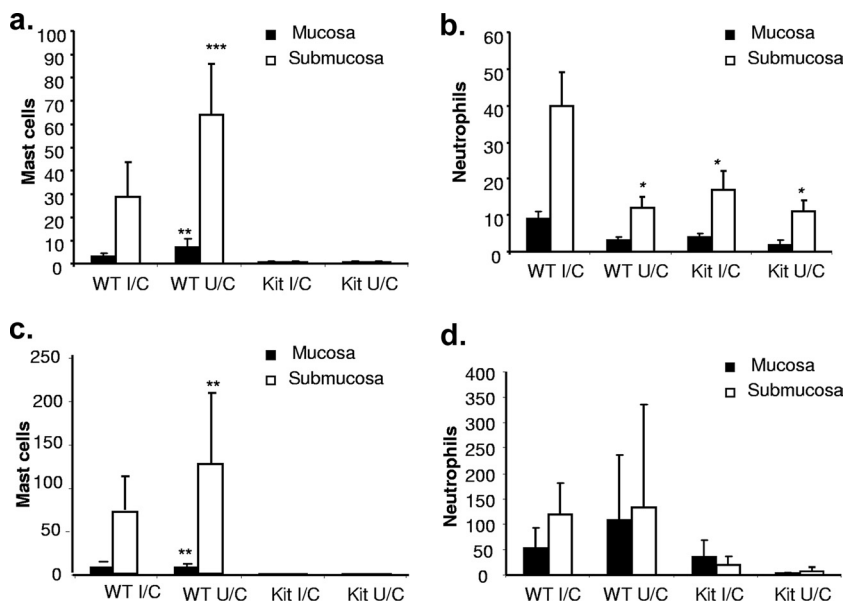 a.
100
90
80
70
60
50
40
30
20
10
0
Mast cells
***
**
Mucosa
Submucosa
WT I/C WT U/C Kit I/C Kit U/C
b.
60
50
40
30
20
10
0
Neutrophils
*
*
*
Mucosa
Submucosa
WT I/C WT U/C Kit I/C Kit U/C
c.
250
200
150
100
50
0
Mast cells
**
**
Mucosa
Submucosa
WT I/C WT U/C Kit I/C Kit U/C
d.
400
350
300
250
200
150
100
50
0
Neutrophils
Mucosa
Submucosa
WT I/C WT U/C Kit I/C Kit U/C